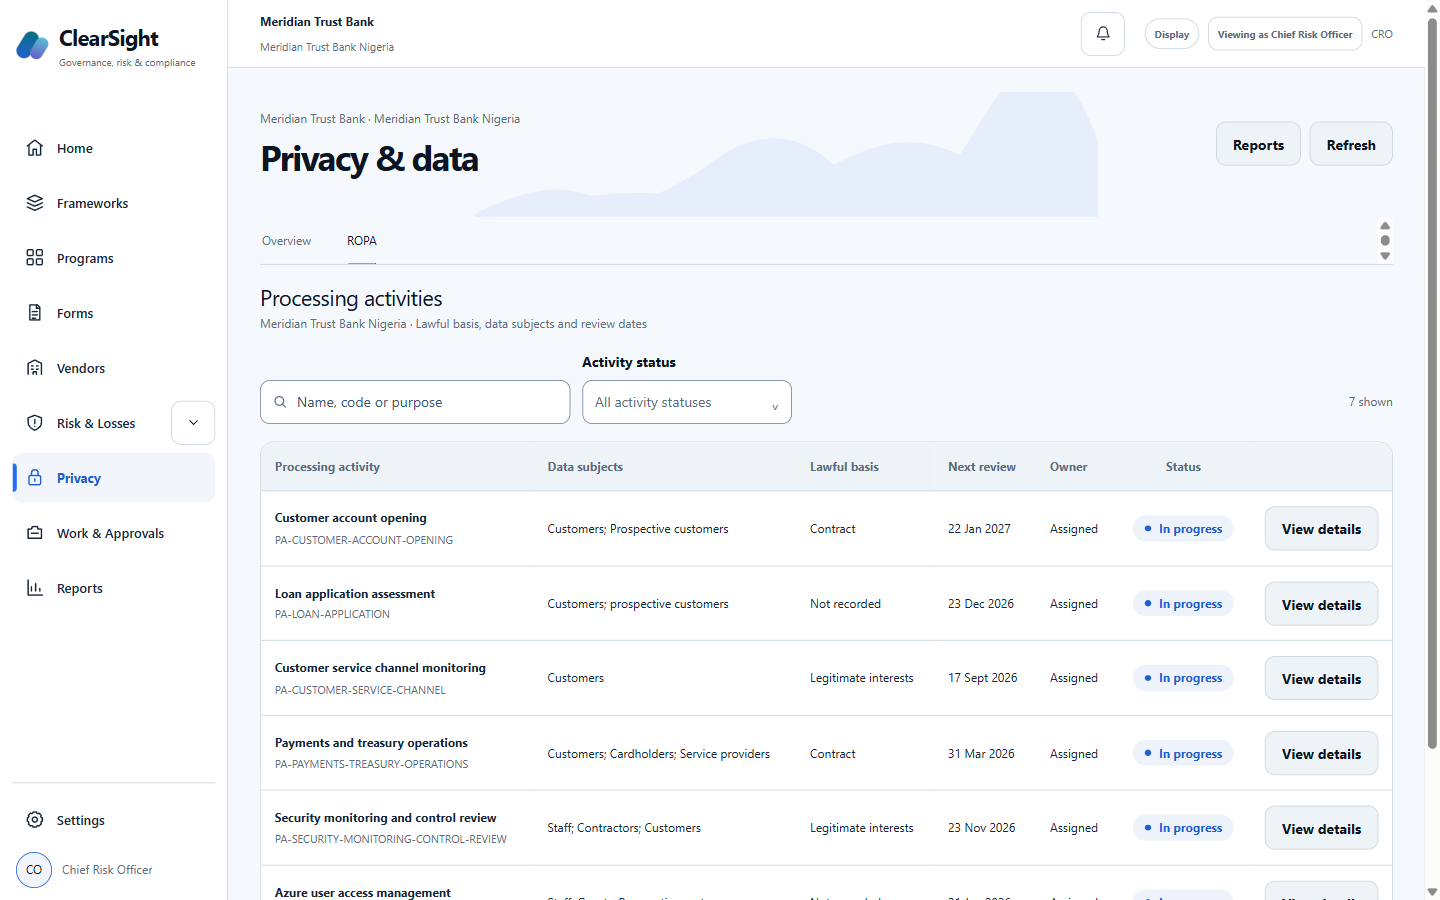 ClearSight
Governance, risk & compliance
Home
Frameworks
Programs
Forms
Vendors
Risk & Losses
Privacy
Work & Approvals
Reports
Settings
CO
Chief Risk Officer
Meridian Trust Bank
Meridian Trust Bank Nigeria
Display
Viewing as Chief Risk Officer
CRO
Meridian Trust Bank · Meridian Trust Bank Nigeria
Privacy & data
Reports
Refresh
Overview
ROPA
Processing activities
Meridian Trust Bank Nigeria · Lawful basis, data subjects and review dates
Activity status
Name, code or purpose
All activity statuses
7 shown
Processing activity Data subjects Lawful basis Next review Owner Status
Customer account opening
PA-CUSTOMER-ACCOUNT-OPENING
Customers; Prospective customers Contract 22 Jan 2027 Assigned In progress View details
Loan application assessment
PA-LOAN-APPLICATION
Customers; prospective customers Not recorded 23 Dec 2026 Assigned In progress View details
Customer service channel monitoring
PA-CUSTOMER-SERVICE-CHANNEL
Customers Legitimate interests 17 Sept 2026 Assigned In progress View details
Payments and treasury operations
PA-PAYMENTS-TREASURY-OPERATIONS
Customers; Cardholders; Service providers Contract 31 Mar 2026 Assigned In progress View details
Security monitoring and control review
PA-SECURITY-MONITORING-CONTROL-REVIEW
Staff; Contractors; Customers Legitimate interests 23 Nov 2026 Assigned In progress View details
Azure user access management